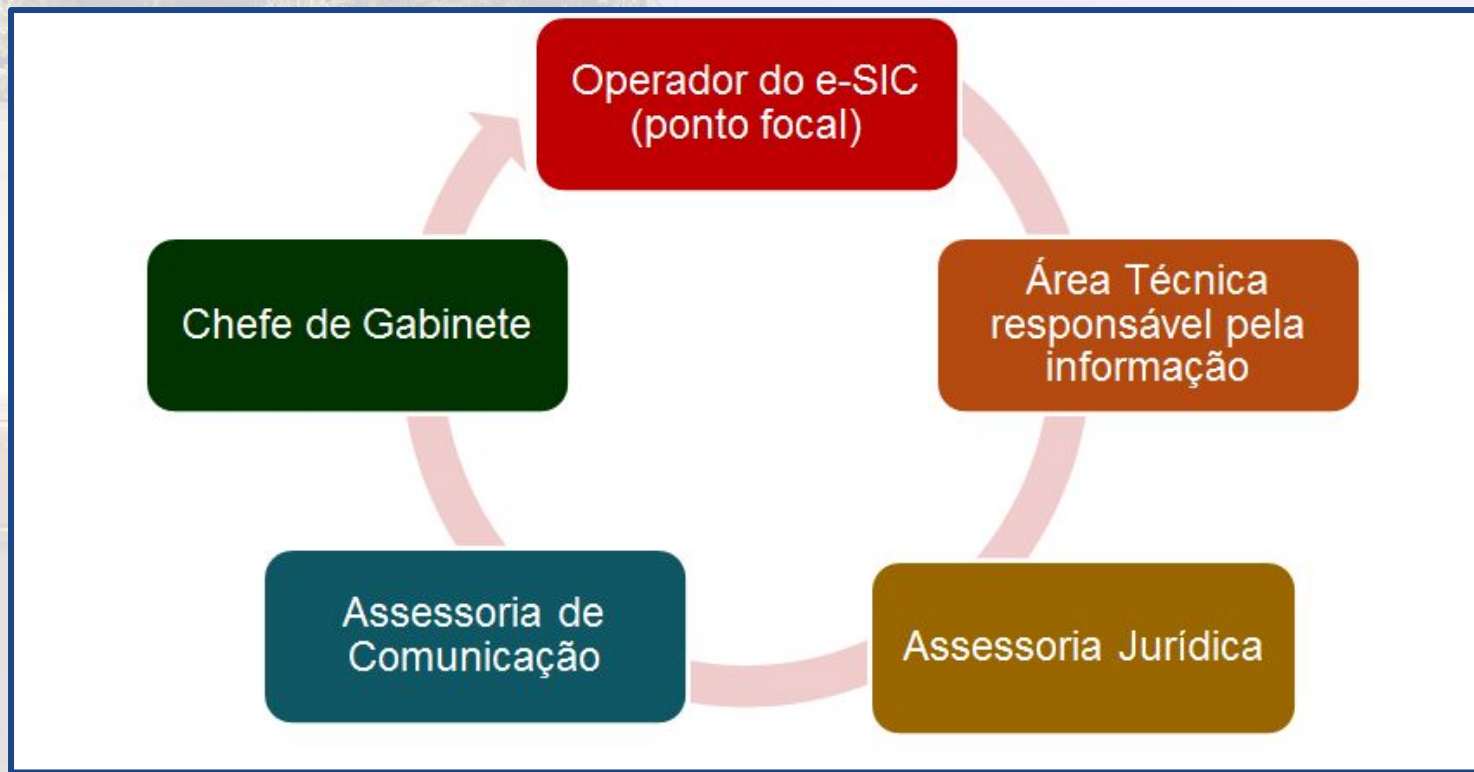 Operador do e-SIC
(ponto focal)
Área Técnica
responsável pela
informação
Assessoria Jurídica
Assessoria de
Comunicação
Chefe de Gabinete